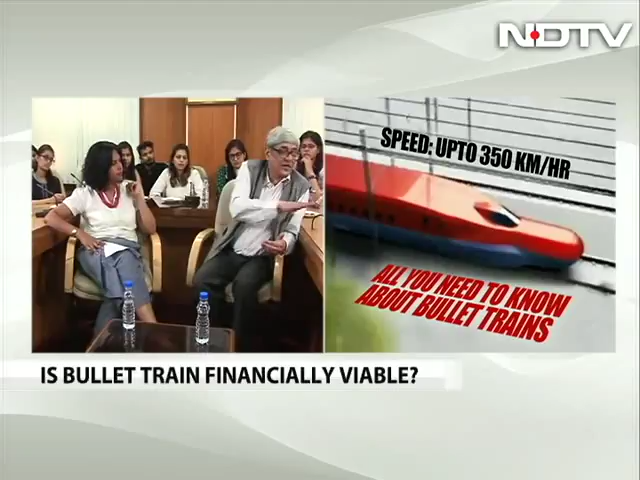 NDTV
SPEED: UPTO 350 KM/HR
ALL YOU NEED TO KNOW
ABOUT BULLET TRAINS
IS BULLET TRAIN FINANCIALLY VIABLE?